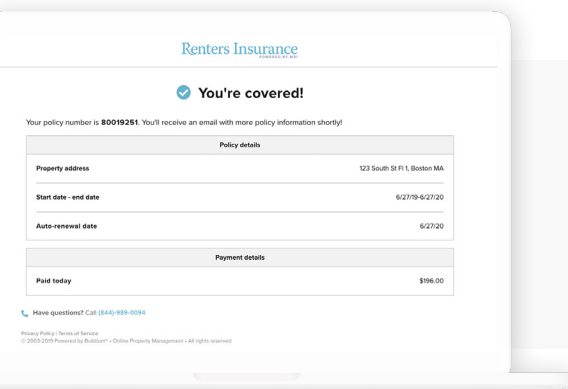 Renters Insurance
POWERED BY MSI
You're covered!
Your policy number is 80019251. You'll receive an email with more policy information shortly!
Policy details
Property address 123 South St Fl 1, Boston MA
Start date - end date 6/27/19-6/27/20
Auto-renewal date 6/27/20
Payment details
Paid today $196.00
Have questions? Call (844)-989-0094
Privacy Policy | Terms of Service
© 2003-2019 Powered by Buildium™ • Online Property Management • All rights reserved